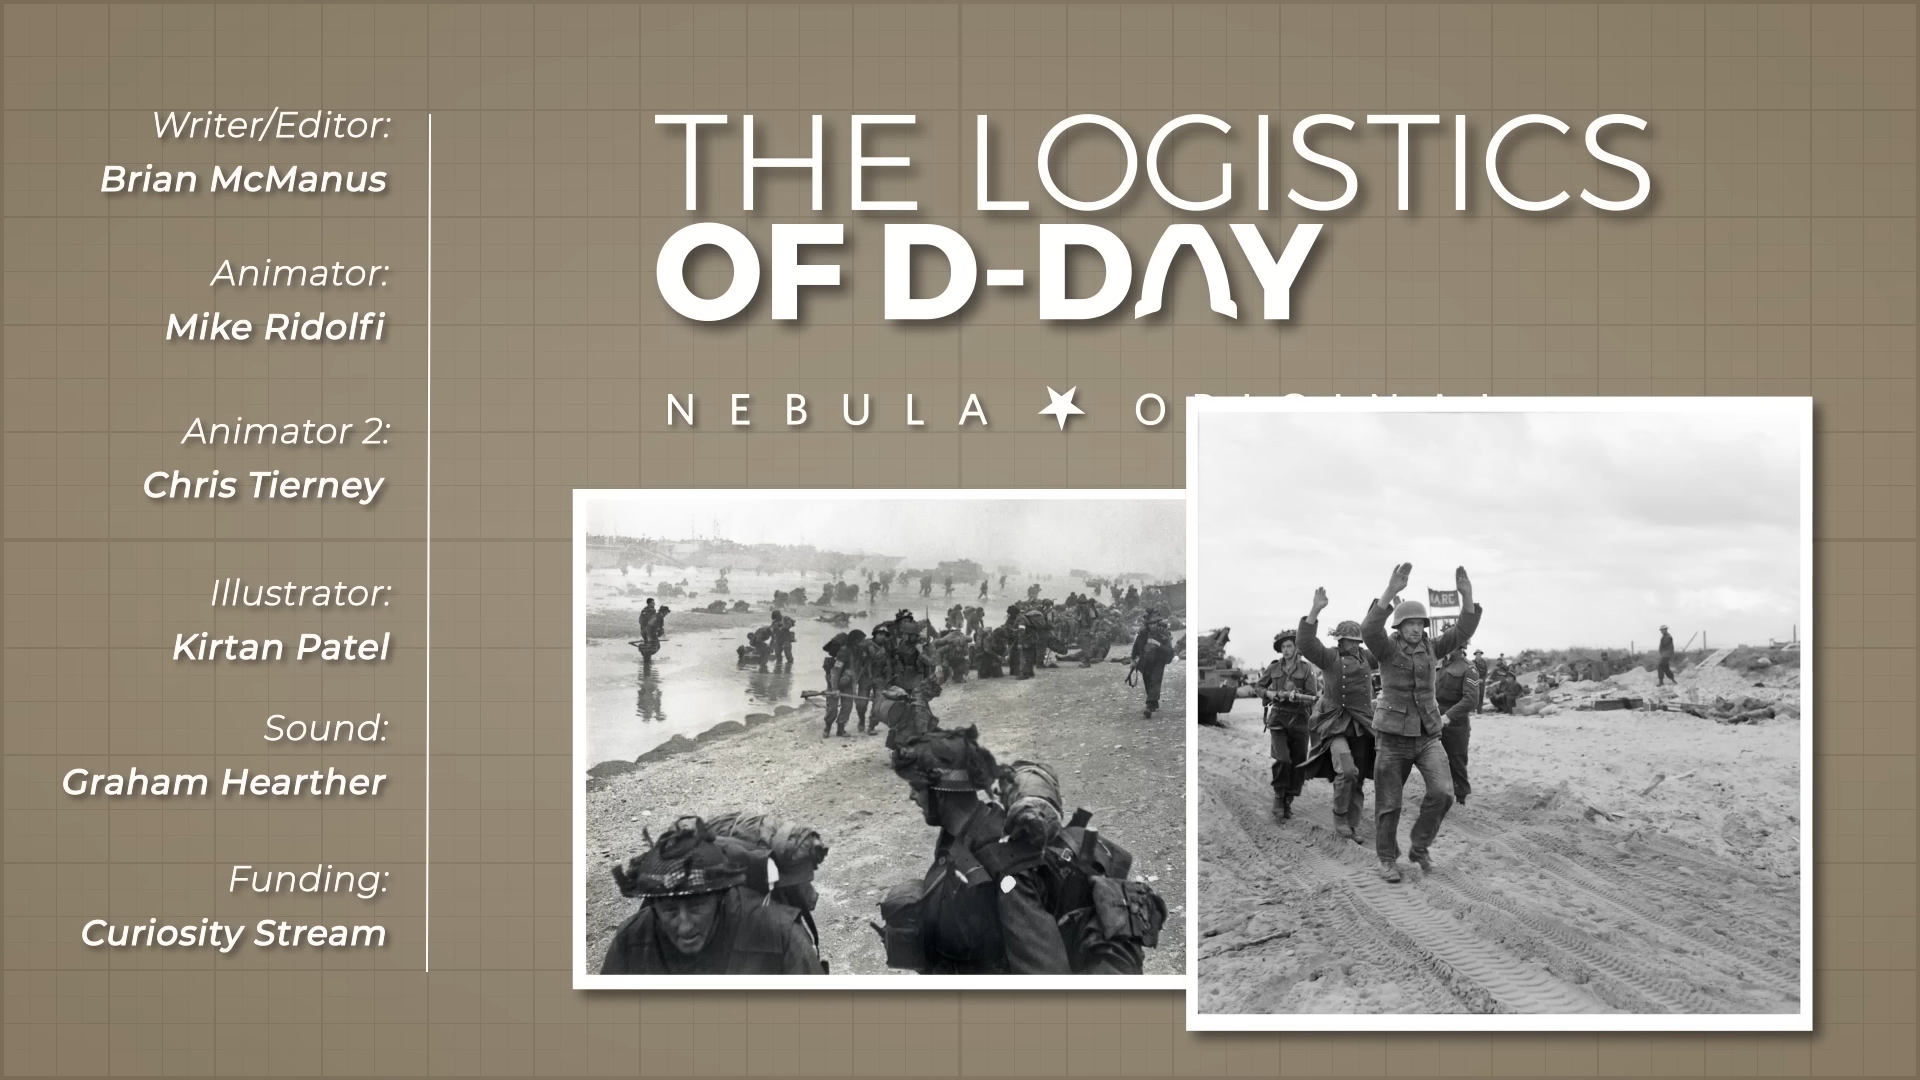 Writer/Editor:
Brian McManus
Animator:
Mike Ridolfi
Animator 2:
Chris Tierney
Illustrator:
Kirtan Patel
Sound:
Graham Hearther
Funding:
Curiosity Stream
THE LOGISTICS
OF D-DAY
NEBULA ORIGINAL